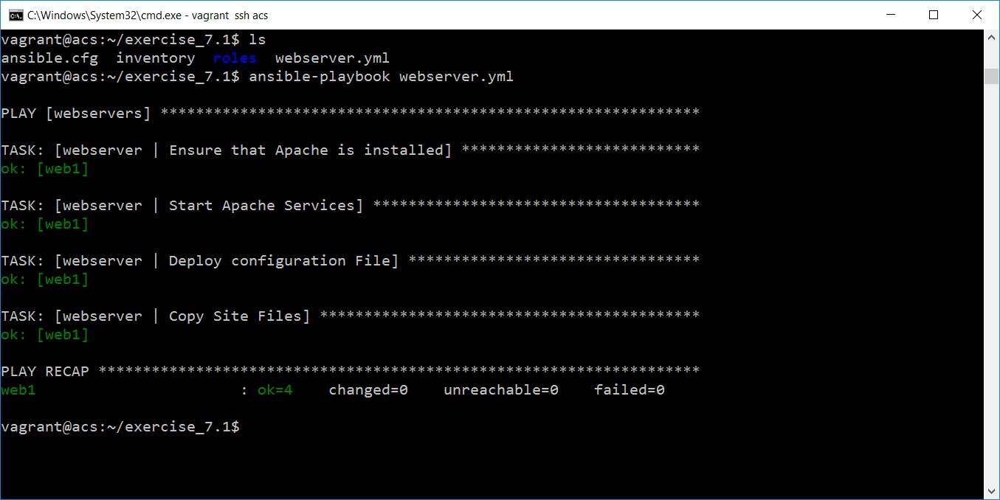 C:\Windows\System32\cmd.exe - vagrant  ssh acs
vagrant@acs:~/exercise_7.1$ ls
ansible.cfg  inventory  roles  webserver.yml
vagrant@acs:~/exercise_7.1$ ansible-playbook webserver.yml
PLAY [webservers] *************************************************************
TASK: [webserver | Ensure that Apache is installed] ***************************
ok: [web1]
TASK: [webserver | Start Apache Services] *************************************
ok: [web1]
TASK: [webserver | Deploy configuration File] *********************************
ok: [web1]
TASK: [webserver | Copy Site Files] *******************************************
ok: [web1]
PLAY RECAP ********************************************************************
web1                       : ok=4    changed=0    unreachable=0    failed=0
vagrant@acs:~/exercise_7.1$